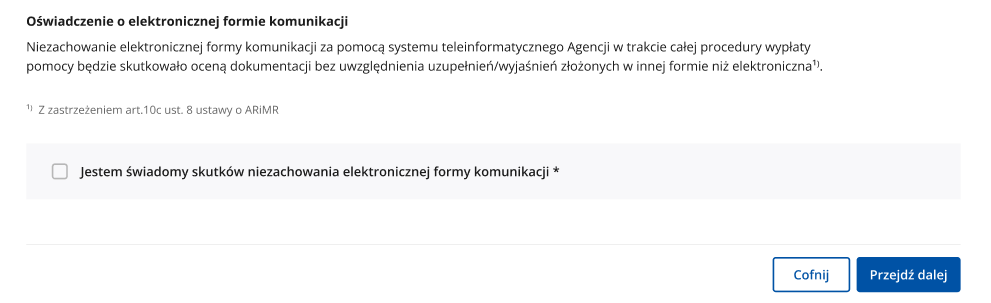 Oświadczenie o elektronicznej formie komunikacji
Niezachowanie elektronicznej formy komunikacji za pomocą systemu teleinformatycznego Agencji w trakcie całej procedury wypłaty
pomocy będzie skutkowało oceną dokumentacji bez uwzględnienia uzupełnień/wyjaśnień złożonych w innej formie niż elektroniczna¹⁾.
¹⁾ Z zastrzeżeniem art.10c ust. 8 ustawy o ARiMR
Jestem świadomy skutków niezachowania elektronicznej formy komunikacji *
Cofnij
Przejdź dalej